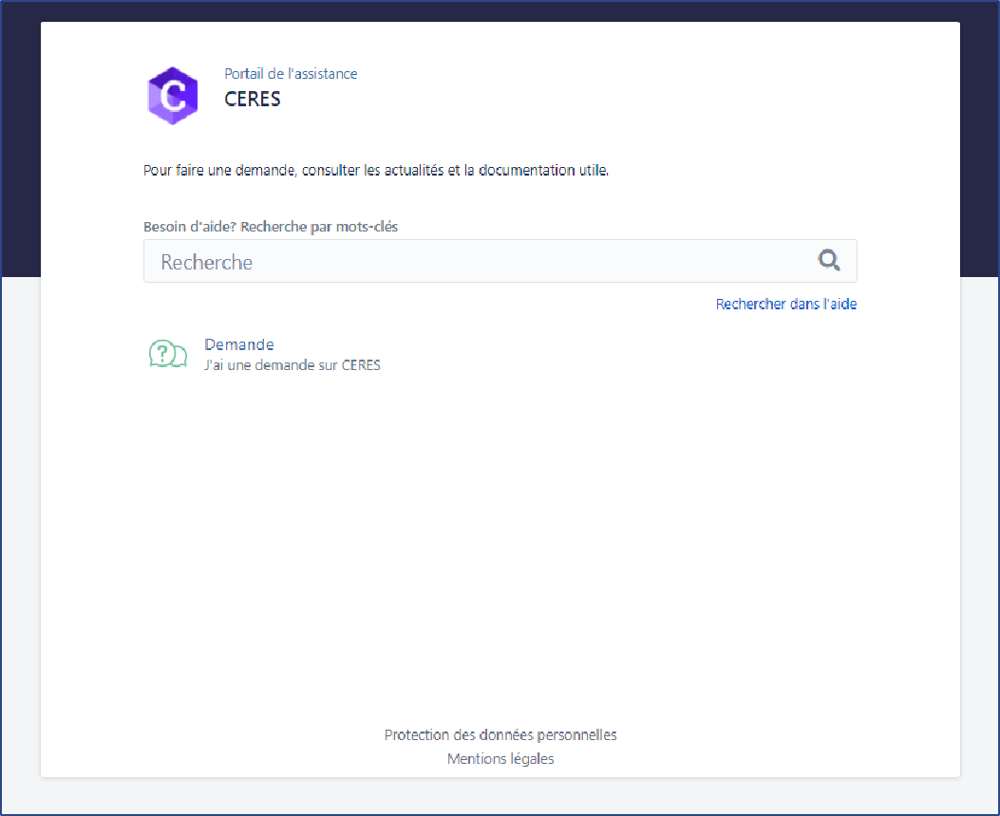 C
Portail de l'assistance
CERES
Pour faire une demande, consulter les actualités et la documentation utile.
Besoin d'aide? Recherche par mots-clés
Recherche
Rechercher dans l'aide
?
Demande
J'ai une demande sur CERES
Protection des données personnelles
Mentions légales